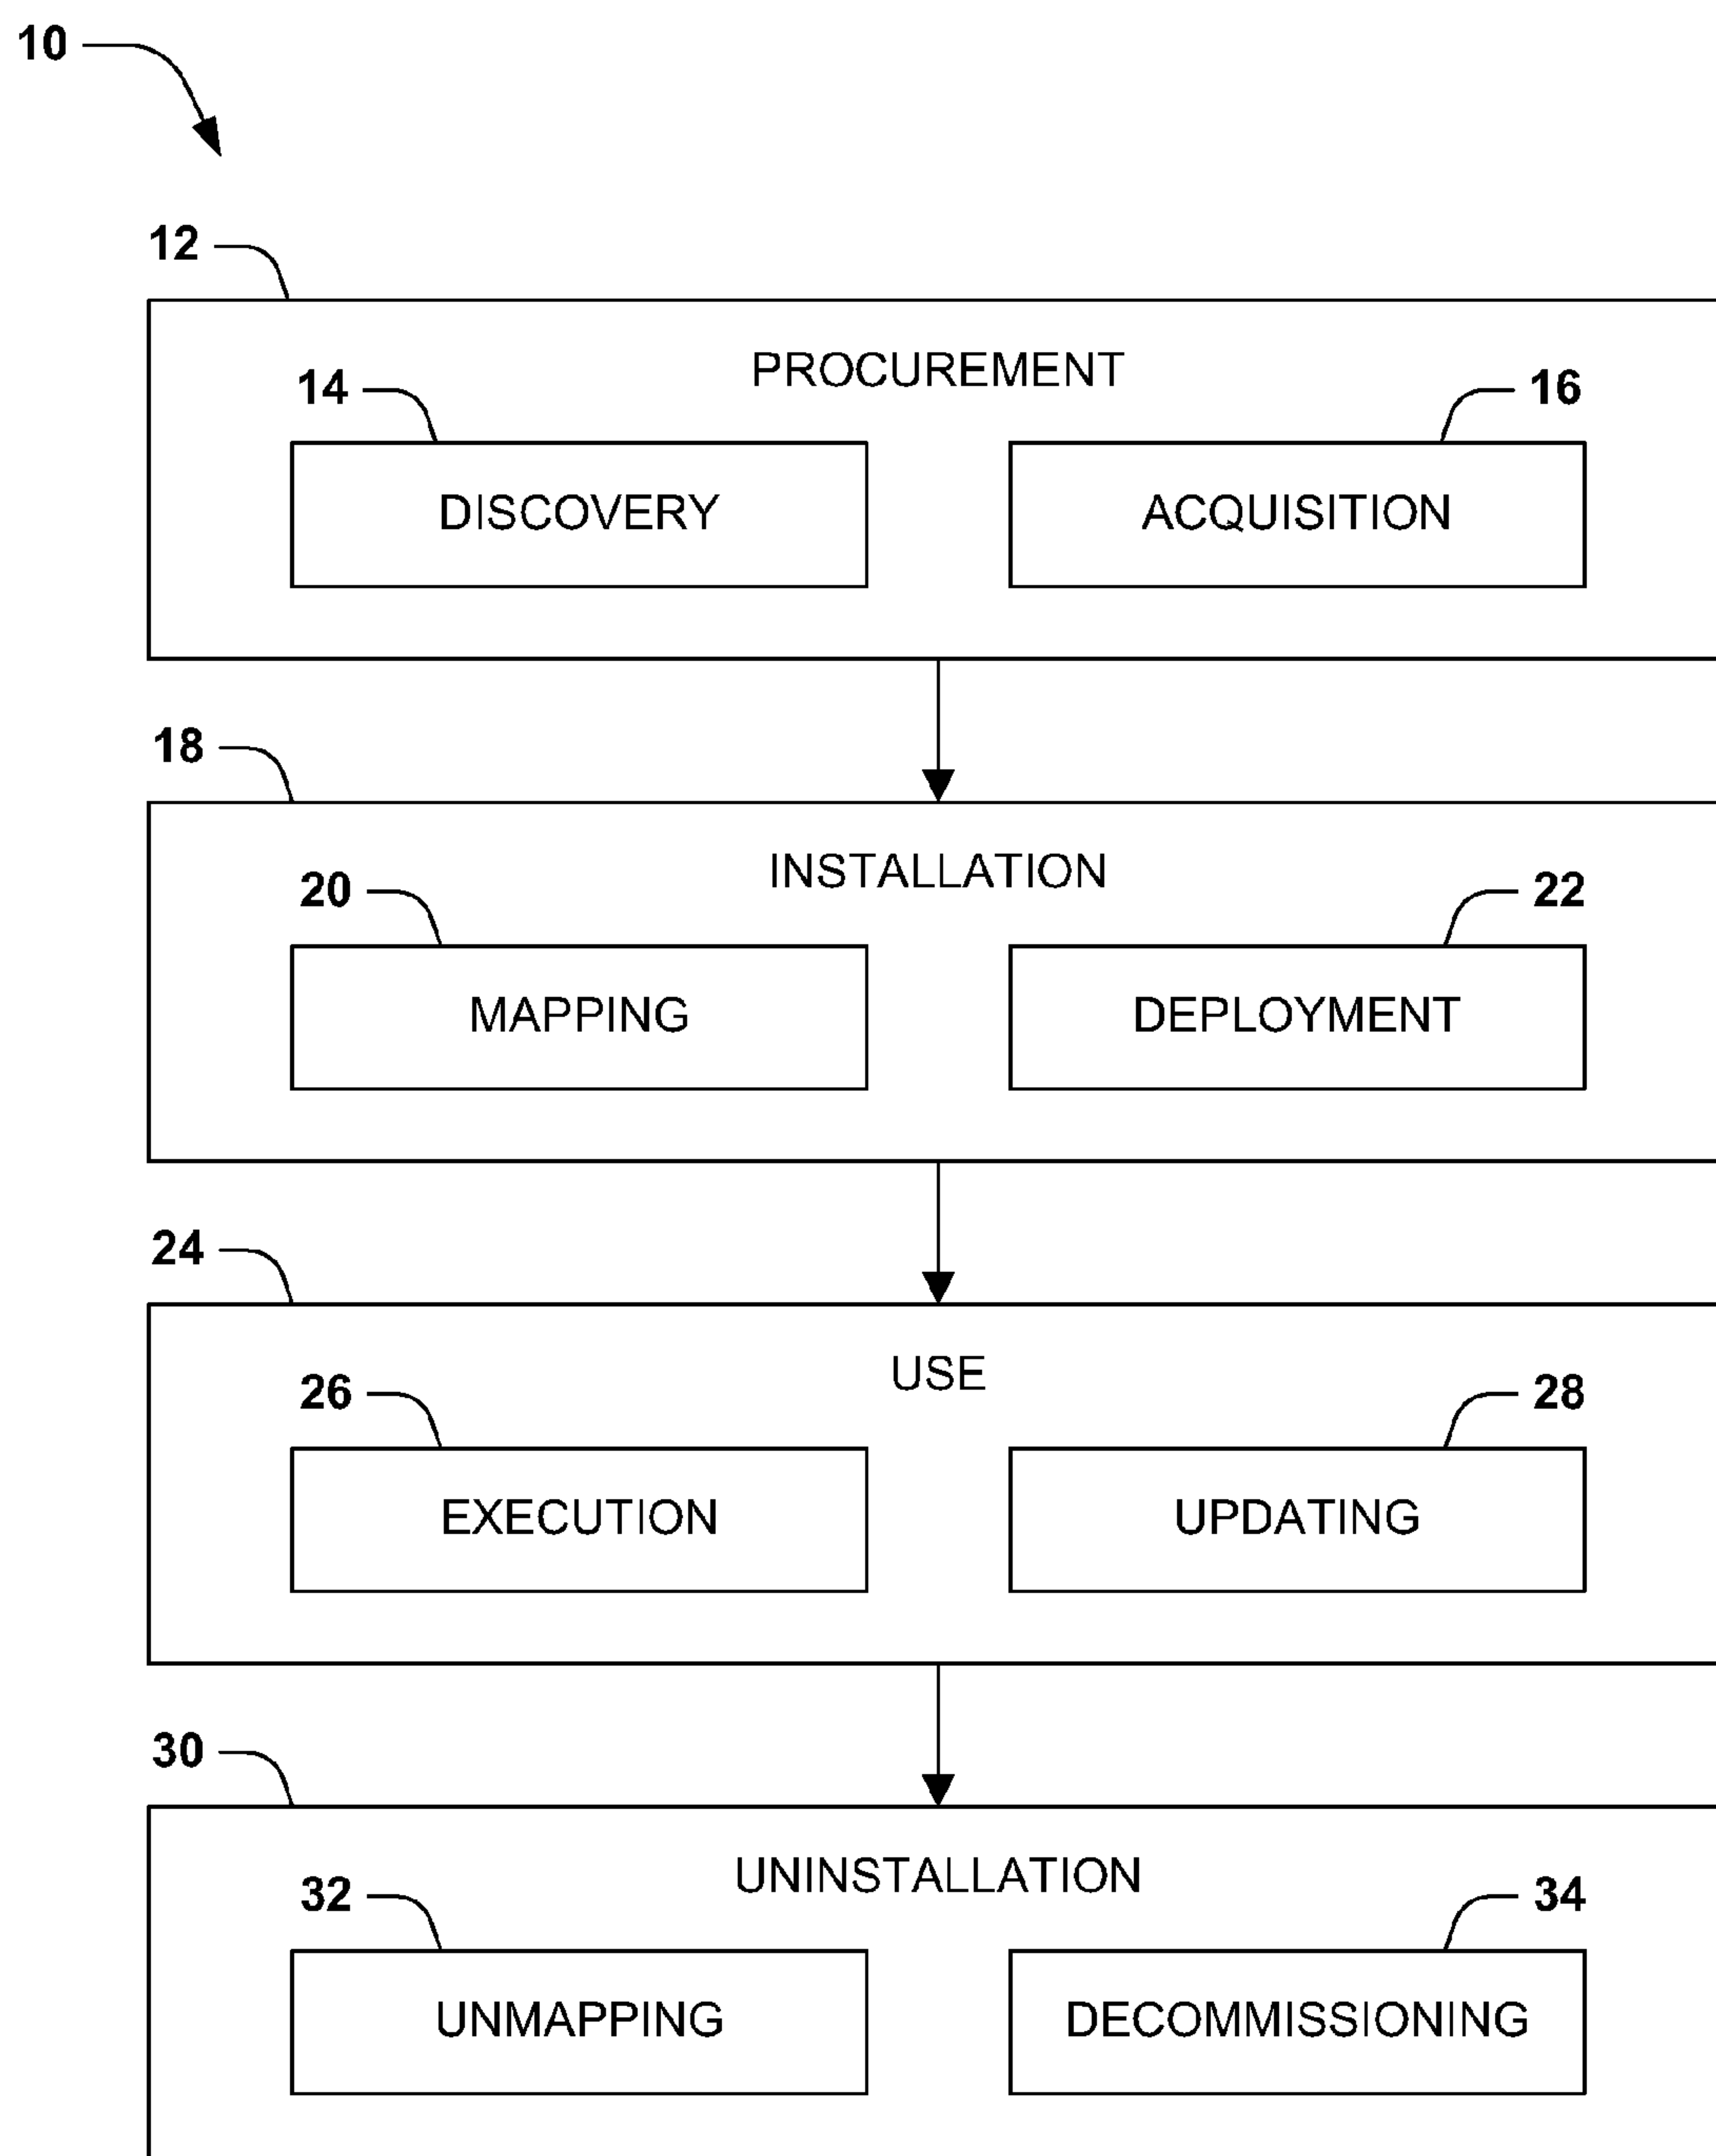 10
12
PROCUREMENT
14
16
DISCOVERY
ACQUISITION
18
INSTALLATION
20
22
MAPPING
DEPLOYMENT
24
USE
26
28
EXECUTION
UPDATING
30
UNINSTALLATION
32
34
UNMAPPING
DECOMMISSIONING